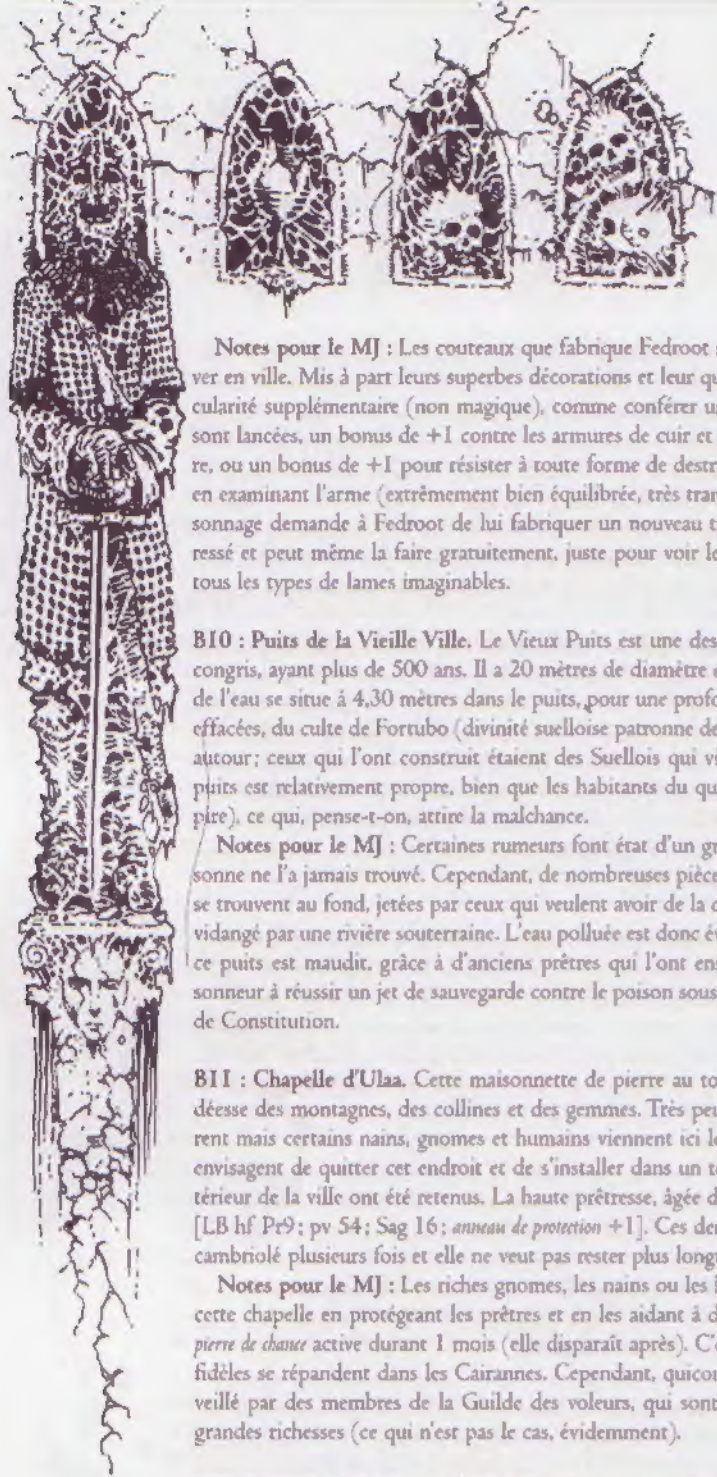 Notes pour le MJ : Les couteaux que fabrique Fedroot
ver en ville. Mis à part leurs superbes décorations et leur
cularité supplémentaire (non magique), comme conférer
sont lancées, un bonus de +1 contre les armures de cuir et
re, ou un bonus de +1 pour résister à toute forme de
en examinant l'arme (extrêmement bien équilibrée, très
sonnage demande à Fedroot de lui fabriquer un nouveau
ressé et peut même la faire gratuitement, juste pour voir
tous les types de lames imaginables.
B10 : Puits de la Vieille Ville. Le Vieux Puits est une
congris, ayant plus de 500 ans. Il a 20 mètres de diamètre
de l'eau se situe à 4,30 mètres dans le puits, pour une
effacées, du culte de Fortubo (divinité suelloise patronne
autour; ceux qui l'ont construit étaient des Suellois qui
puits est relativement propre, bien que les habitants du
pire), ce qui, pense-t-on, attire la malchance.
Notes pour le MJ : Certaines rumeurs font état d'un
sonne ne l'a jamais trouvé. Cependant, de nombreuses
se trouvent au fond, jetées par ceux qui veulent avoir de la
vidangé par une rivière souterraine. L'eau polluée est donc
ce puits est maudit, grâce à d'anciens prêtres qui l'ont
sonneur à réussir un jet de sauvegarde contre le poison sous
de Constitution.
B11 : Chapelle d'Ulaa. Cette maisonnette de pierre au
déesse des montagnes, des collines et des gemmes. Très
rent mais certains nains, gnomes et humains viennent ici
envisagent de quitter cet endroit et de s'installer dans un
térieur de la ville ont été retenus. La haute prêtresse, âgée
[LB hf Pr9; pv 54; Sag 16; anneau de protection +1]. Ces
cambriolé plusieurs fois et elle ne veut pas rester plus
Notes pour le MJ : Les riches gnomes, les nains ou les
cette chapelle en protégeant les prêtres et en les aidant à
pierre de chance active durant 1 mois (elle disparaît après).
fidèles se répandent dans les Cairannes. Cependant,
veillé par des membres de la Guilde des voleurs, qui sont
grandes richesses (ce qui n'est pas le cas, évidemment).